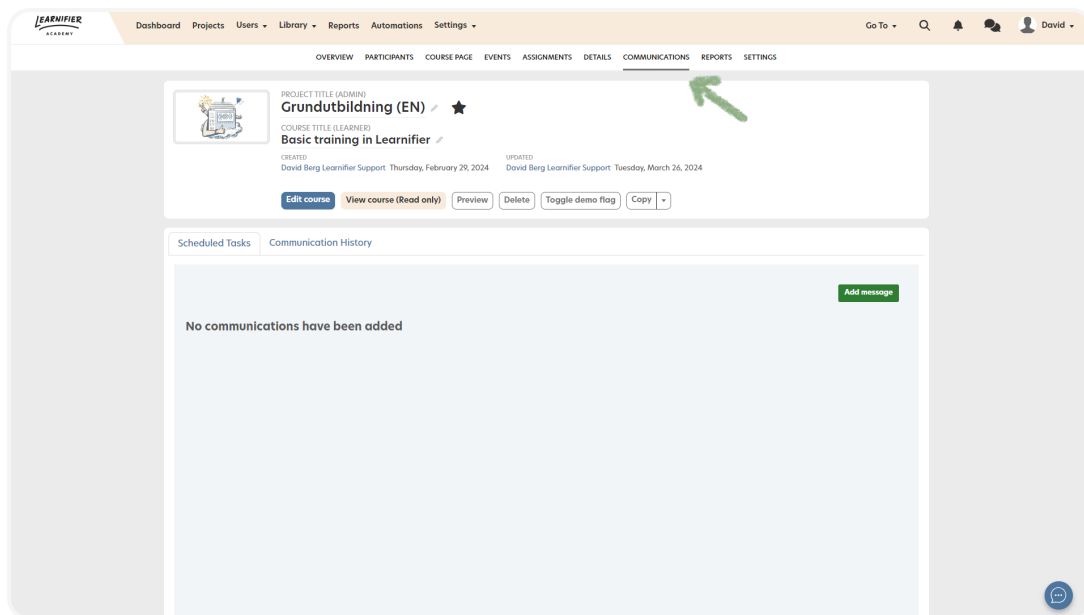 LEARNIFIER
ACADEMY
Dashboard Projects Users Library Reports Automations Settings Go To David
OVERVIEW PARTICIPANTS COURSE PAGE EVENTS ASSIGNMENTS DETAILS COMMUNICATIONS REPORTS SETTINGS
PROJECT TITLE (ADMIN)
Grundutbildning (EN)
COURSE TITLE (LEARNER)
Basic training in Learnifier
CREATED UPDATED
David Berg Learnifier Support Thursday, February 29, 2024 David Berg Learnifier Support Tuesday, March 26, 2024
Edit course View course (Read only) Preview Delete Toggle demo flag Copy
Scheduled Tasks Communication History
Add message
No communications have been added